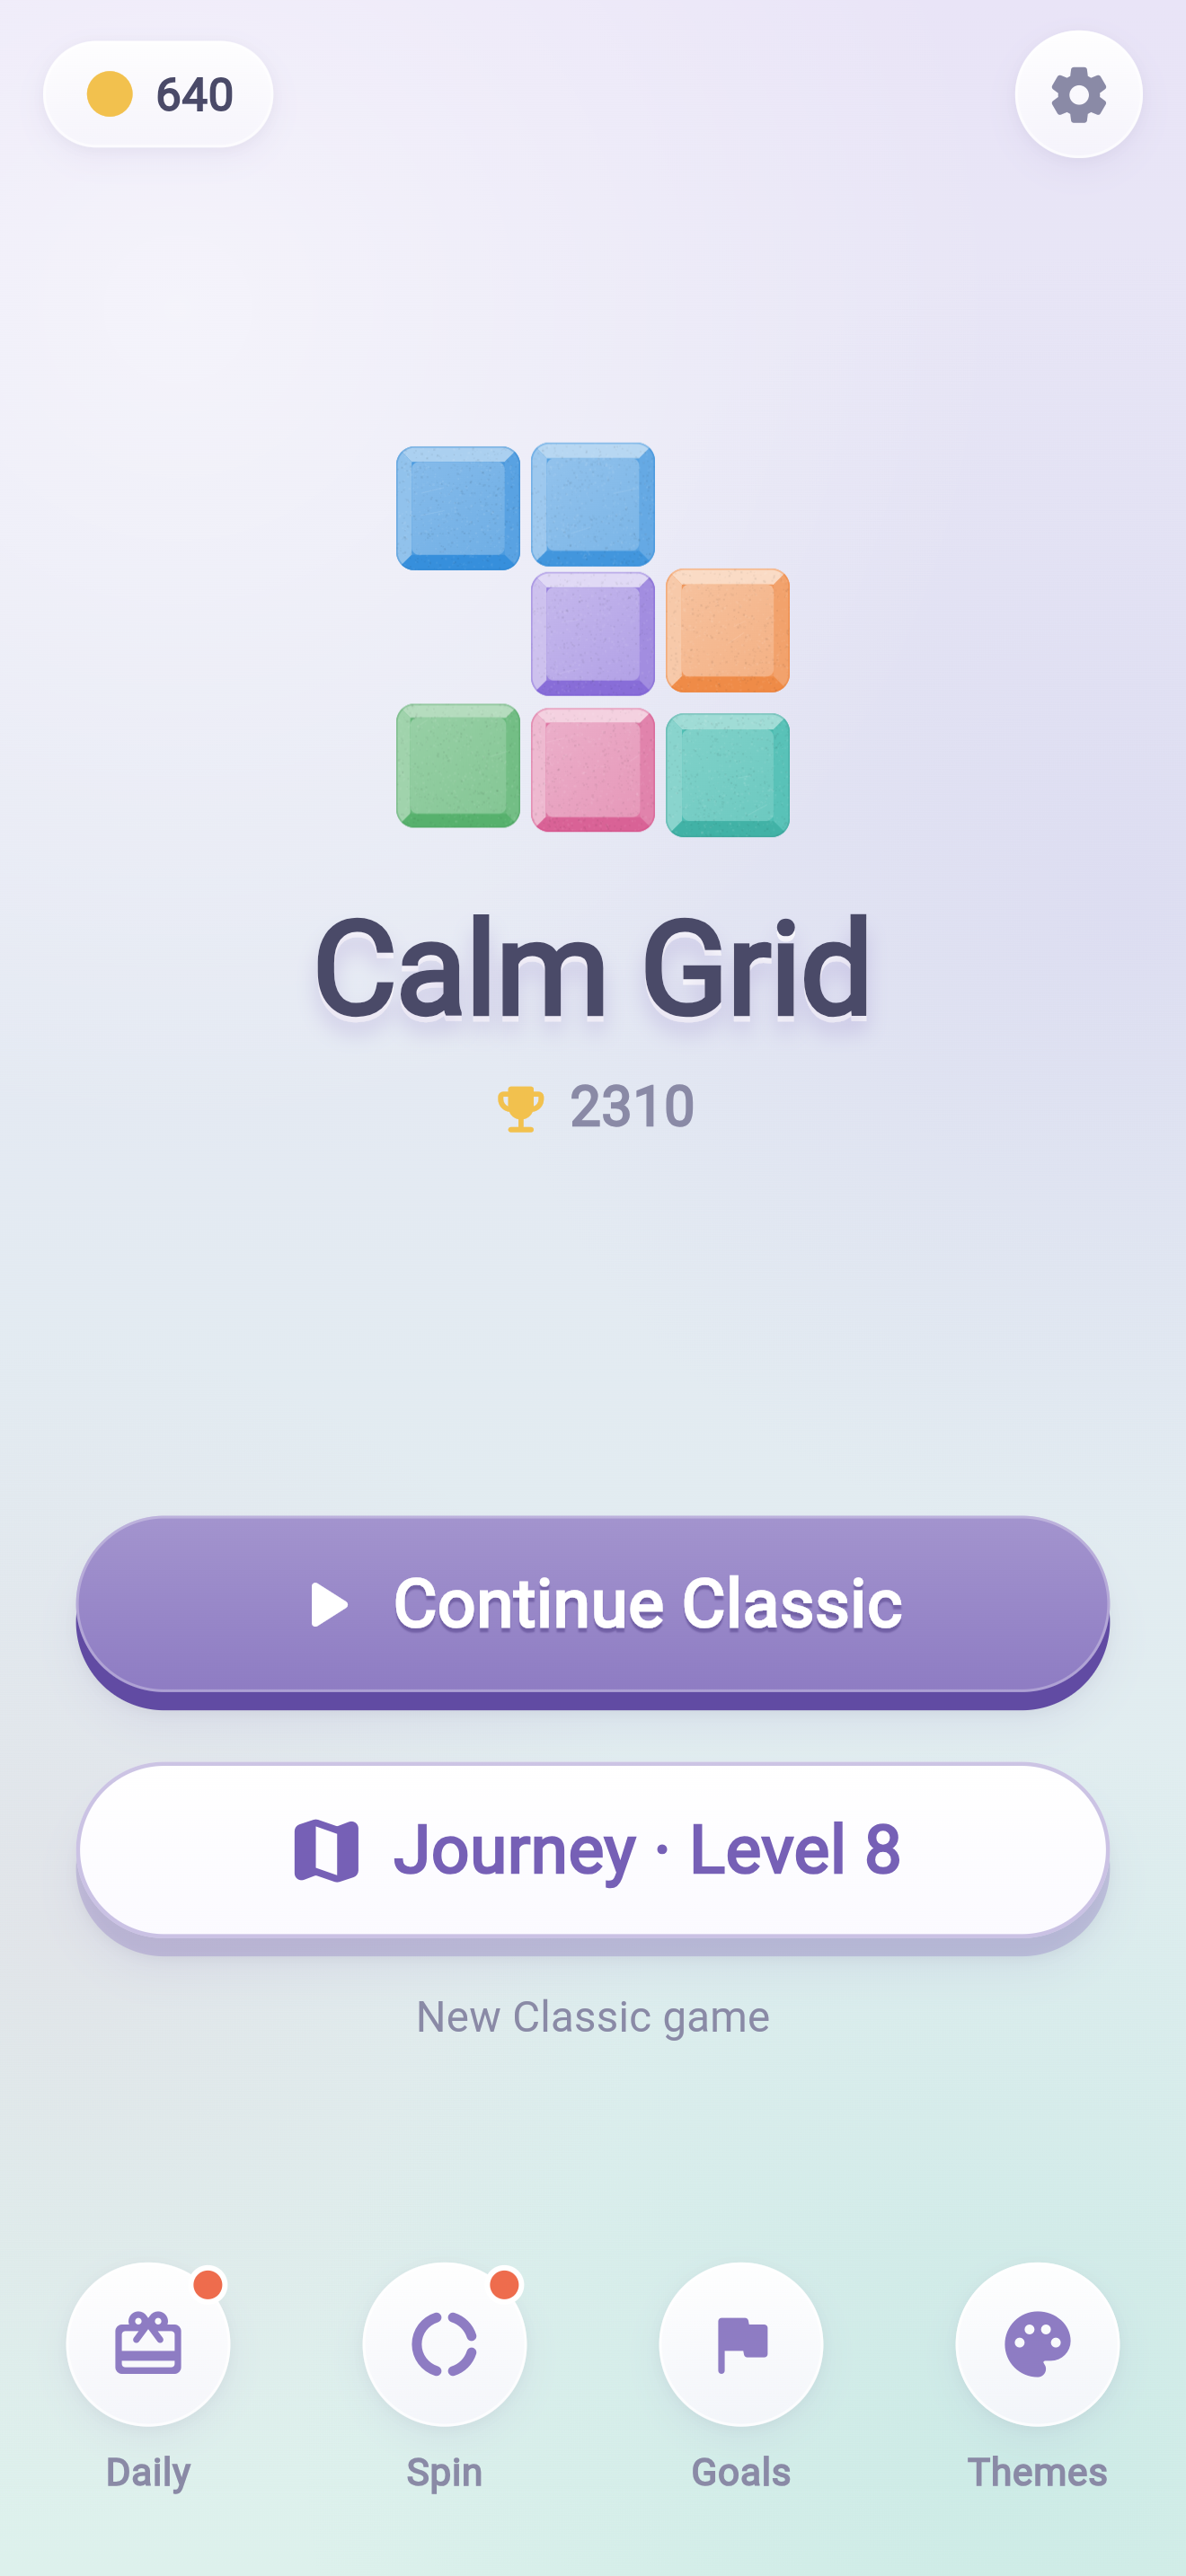 640
Calm Grid
2310
Continue Classic
Journey · Level 8
New Classic game
Daily
Spin
Goals
Themes